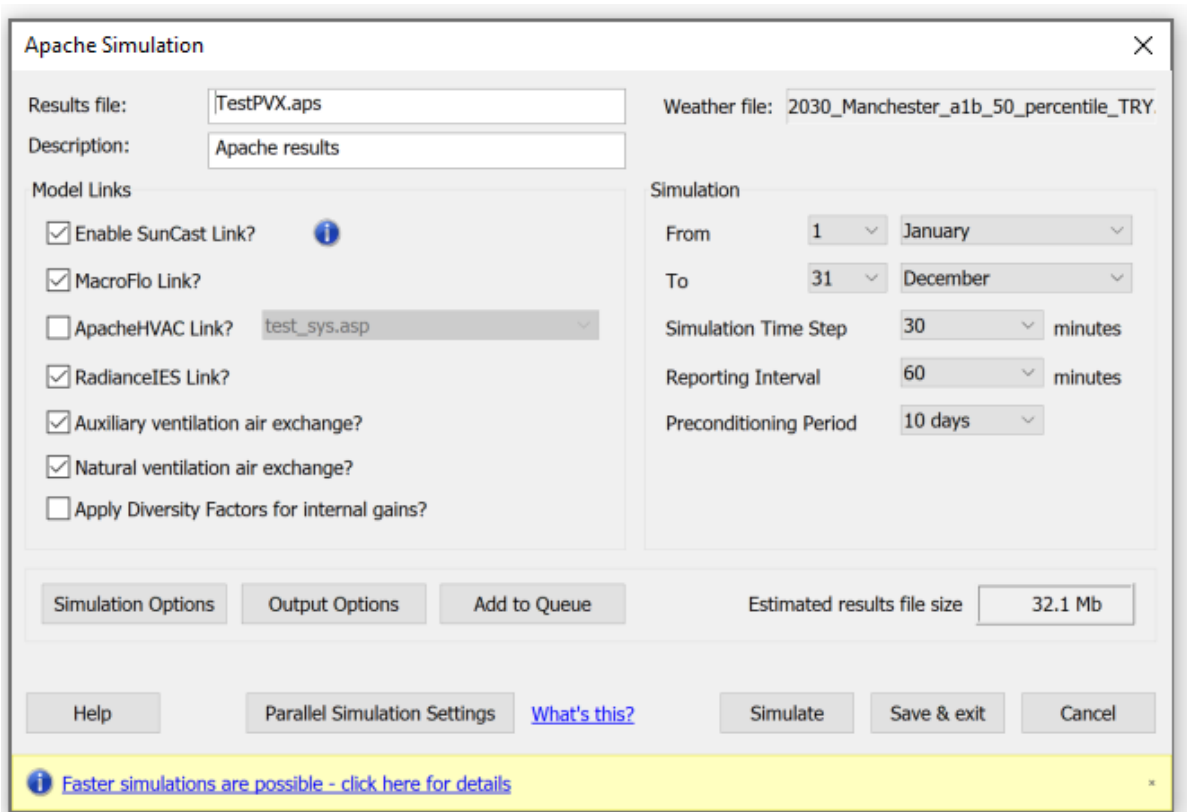 Apache Simulation
Results file: TestPVX.aps
Weather file: 2030_Manchester_a1b_50_percentile_TRY.
Description: Apache results
Model Links
Enable SunCast Link?
MacroFlo Link?
ApacheHVAC Link? test_sys.asp
RadianceIES Link?
Auxiliary ventilation air exchange?
Natural ventilation air exchange?
Apply Diversity Factors for internal gains?
Simulation
From 1 January
To 31 December
Simulation Time Step 30 minutes
Reporting Interval 60 minutes
Preconditioning Period 10 days
Simulation Options Output Options Add to Queue Estimated results file size 32.1 Mb
Help Parallel Simulation Settings What's this? Simulate Save & exit Cancel
Faster simulations are possible - click here for details